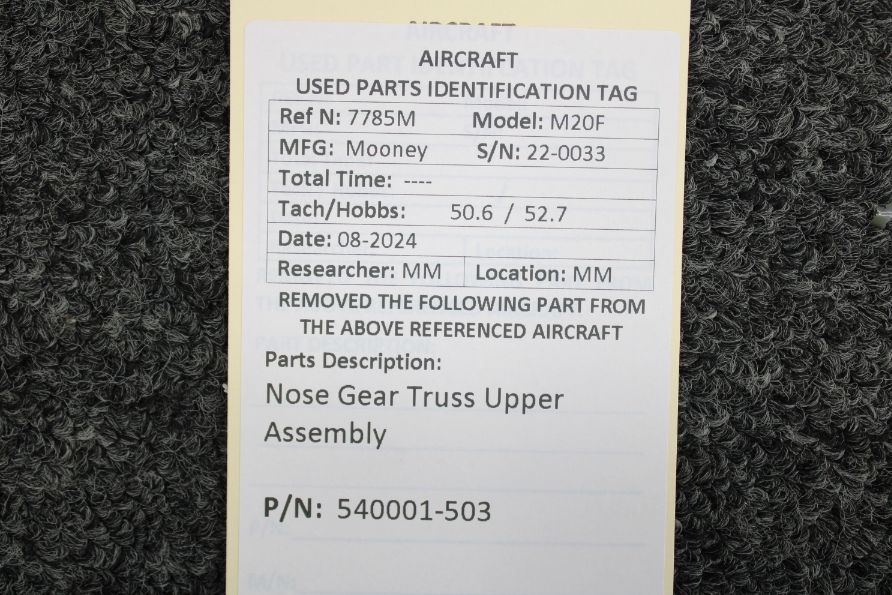 AIRCRAFT
USED PARTS IDENTIFICATION TAG
Ref N: 7785M Model: M20F
MFG: Mooney S/N: 22-0033
Total Time: ----
Tach/Hobbs: 50.6 / 52.7
Date: 08-2024
Researcher: MM Location: MM
REMOVED THE FOLLOWING PART FROM
THE ABOVE REFERENCED AIRCRAFT
Parts Description:
Nose Gear Truss Upper
Assembly
P/N: 540001-503